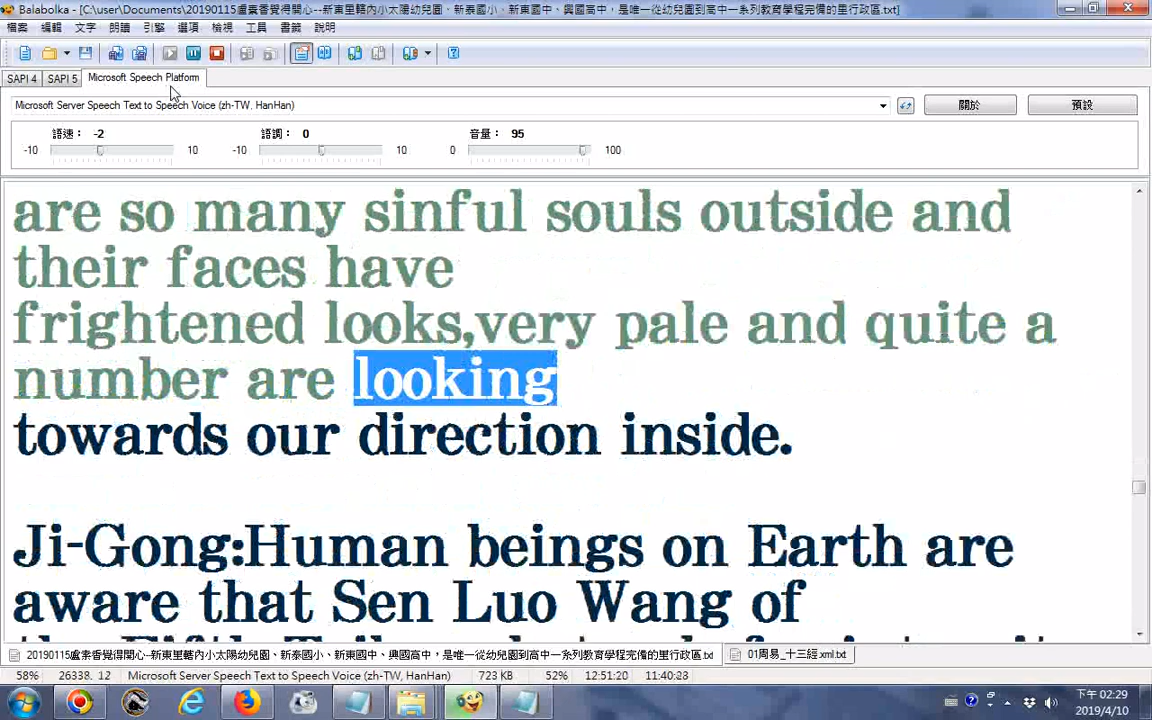 Balabolka - [C:\user\Documents\20190115盧素香覺得開心--新東里轄內小太陽幼兒園、新泰國小、新東國中、興國高中，是唯一從幼兒園到高中一系列教育學程完備的里行政區.txt]
檔案 編輯 文字 朗讀 引擎 選項 檢視 工具 書籤 說明
SAPI 4 SAPI 5 Microsoft Speech Platform
Microsoft Server Speech Text to Speech Voice (zh-TW, HanHan) 關於 預設
語速： -2 語調： 0 音量： 95
-10 10 -10 10 0 100
are so many sinful souls outside and
their faces have
frightened looks,very pale and quite a
number are looking
towards our direction inside.
Ji-Gong:Human beings on Earth are
aware that Sen Luo Wang of
20190115盧素香覺得開心--新東里轄內小太陽幼兒園、新泰國小、新東國中、興國高中，是唯一從幼兒園到高中一系列教育學程完備的里行政區.txt 01周易_十三經.xml.txt
58% 26338, 12 Microsoft Server Speech Text to Speech Voice (zh-TW, HanHan) 723 KB 52% 12:51:20 11:40:23
下午 02:29
2019/4/10